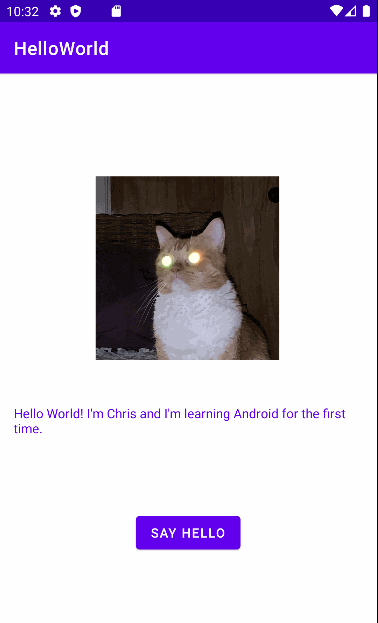 10:32
HelloWorld
Hello World! I'm Chris and I'm learning Android for the first
time.
SAY HELLO